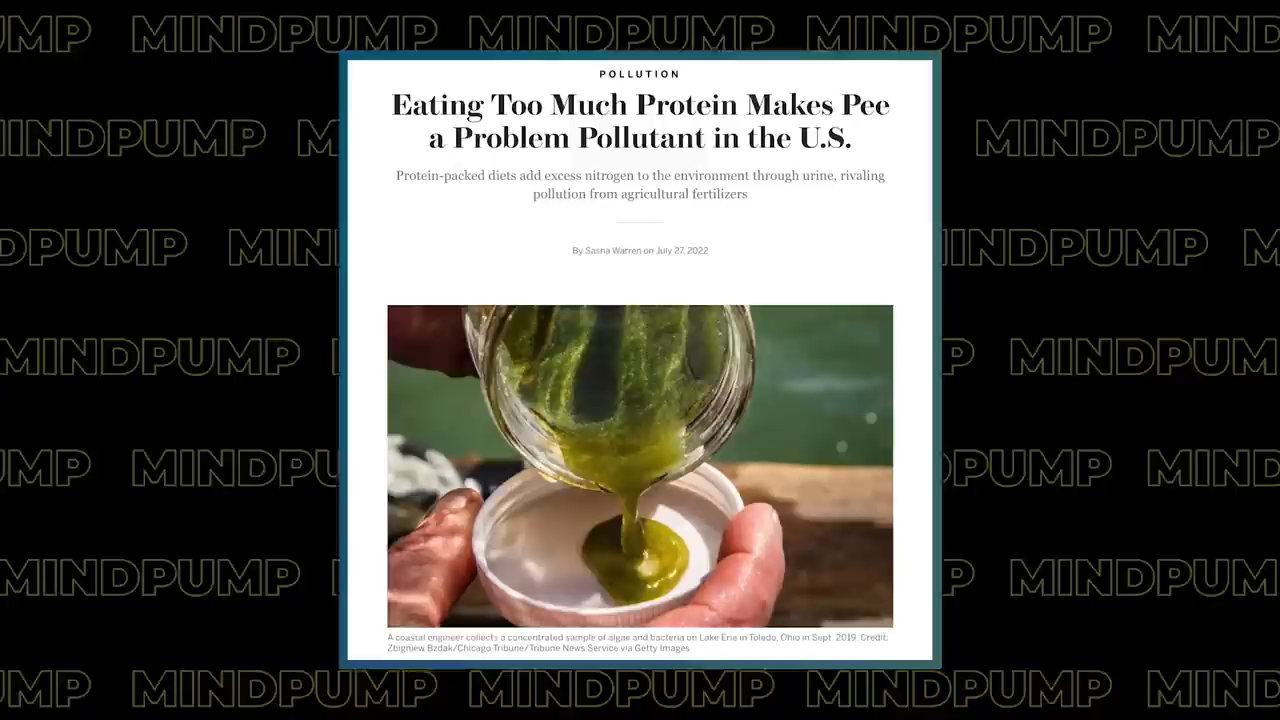 MINDPUMP
POLLUTION
Eating Too Much Protein Makes Pee
a Problem Pollutant in the U.S.
Protein-packed diets add excess nitrogen to the environment through urine, rivaling
pollution from agricultural fertilizers
By Sasha Warren on July 27, 2022
A coastal engineer collects a concentrated sample of algae and bacteria on Lake Erie in Toledo, Ohio in Sept. 2019. Credit:
Zbigniew Bzdak/Chicago Tribune/Tribune News Service via Getty Images